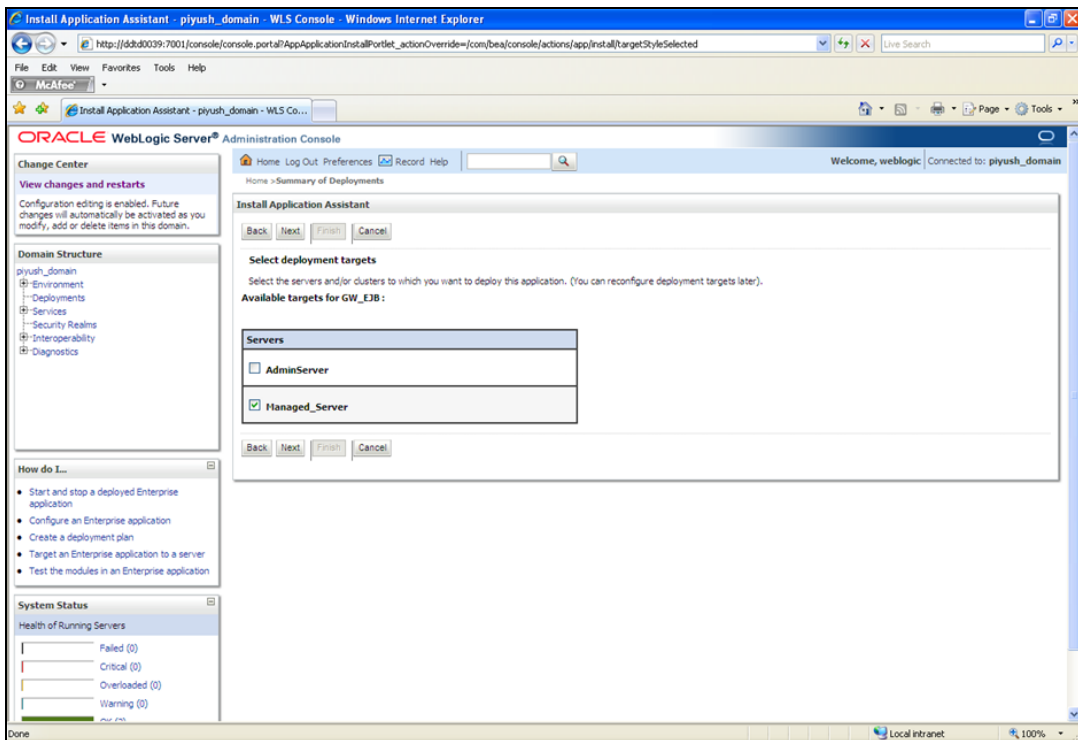 Install Application Assistant - piyush_domain - WLS Console - Windows Internet Explorer
http://ddtd0039:7001/console/console.portal?AppApplicationInstallPortlet_actionOverride=/com/bea/console/actions/app/install/targetStyleSelected
Live Search
File Edit View Favorites Tools Help
McAfee
Install Application Assistant - piyush_domain - WLS Co...
Page Tools
ORACLE WebLogic Server® Administration Console
Change Center
View changes and restarts
Configuration editing is enabled. Future
changes will automatically be activated as you
modify, add or delete items in this domain.
Domain Structure
piyush_domain
Environment
Deployments
Services
Security Realms
Interoperability
Diagnostics
How do I...
Start and stop a deployed Enterprise
application
Configure an Enterprise application
Create a deployment plan
Target an Enterprise application to a server
Test the modules in an Enterprise application
System Status
Health of Running Servers
Failed (0)
Critical (0)
Overloaded (0)
Warning (0)
Home Log Out Preferences Record Help
Welcome, weblogic Connected to: piyush_domain
Home >Summary of Deployments
Install Application Assistant
Back Next Finish Cancel
Select deployment targets
Select the servers and/or clusters to which you want to deploy this application. (You can reconfigure deployment targets later).
Available targets for GW_EJB :
Servers
AdminServer
Managed_Server
Back Next Finish Cancel
Done
Local intranet
100%